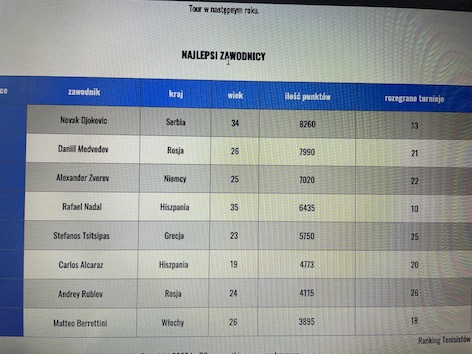 Tour w następnym roku.
NAJLEPSI ZAWODNICY
zawodnik kraj wiek ilość punktów rozegrane turnieje
Novak Djokovic Serbia 34 8260 13
Daniil Medvedev Rosja 26 7990 21
Alexander Zverev Niemcy 25 7020 22
Rafael Nadal Hiszpania 35 6435 10
Stefanos Tsitsipas Grecja 23 5750 25
Carlos Alcaraz Hiszpania 19 4773 20
Andrey Rublev Rosja 24 4115 26
Matteo Berrettini Włochy 26 3895 18
Ranking Tenisistów